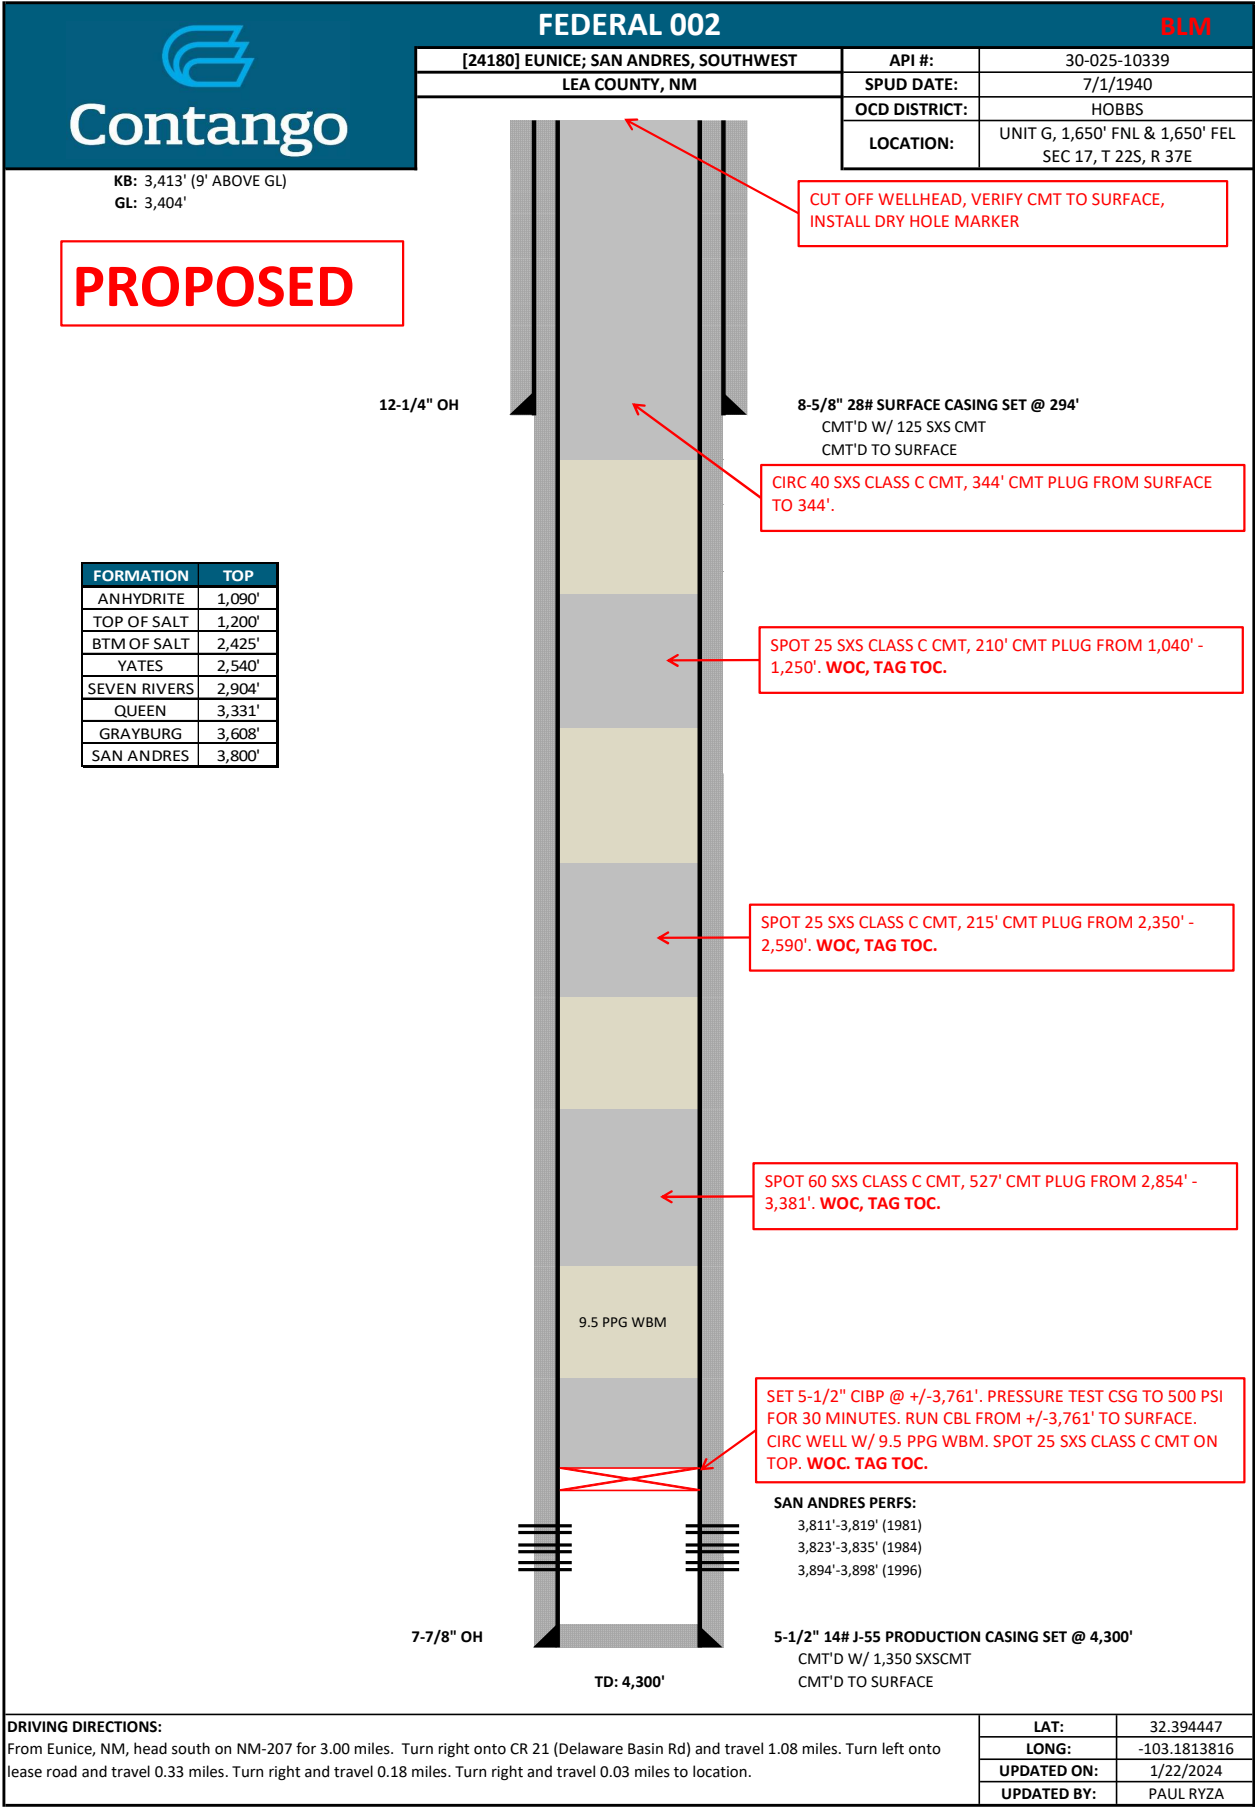 FEDERAL 002
BLM
Contango
[24180] EUNICE; SAN ANDRES, SOUTHWEST
LEA COUNTY, NM
API #: 30-025-10339
SPUD DATE: 7/1/1940
OCD DISTRICT: HOBBS
LOCATION: UNIT G, 1,650' FNL & 1,650' FEL
SEC 17, T 22S, R 37E
KB: 3,413' (9' ABOVE GL)
GL: 3,404'
PROPOSED
CUT OFF WELLHEAD, VERIFY CMT TO SURFACE,
INSTALL DRY HOLE MARKER
12-1/4" OH
8-5/8" 28# SURFACE CASING SET @ 294'
CMT'D W/ 125 SXS CMT
CMT'D TO SURFACE
CIRC 40 SXS CLASS C CMT, 344' CMT PLUG FROM SURFACE
TO 344'.
FORMATION TOP
ANHYDRITE 1,090'
TOP OF SALT 1,200'
BTM OF SALT 2,425'
YATES 2,540'
SEVEN RIVERS 2,904'
QUEEN 3,331'
GRAYBURG 3,608'
SAN ANDRES 3,800'
SPOT 25 SXS CLASS C CMT, 210' CMT PLUG FROM 1,040' -
1,250'. WOC, TAG TOC.
SPOT 25 SXS CLASS C CMT, 215' CMT PLUG FROM 2,350' -
2,590'. WOC, TAG TOC.
SPOT 60 SXS CLASS C CMT, 527' CMT PLUG FROM 2,854' -
3,381'. WOC, TAG TOC.
9.5 PPG WBM
SET 5-1/2" CIBP @ +/-3,761'. PRESSURE TEST CSG TO 500 PSI
FOR 30 MINUTES. RUN CBL FROM +/-3,761' TO SURFACE.
CIRC WELL W/ 9.5 PPG WBM. SPOT 25 SXS CLASS C CMT ON
TOP. WOC. TAG TOC.
SAN ANDRES PERFS:
3,811'-3,819' (1981)
3,823'-3,835' (1984)
3,894'-3,898' (1996)
7-7/8" OH
5-1/2" 14# J-55 PRODUCTION CASING SET @ 4,300'
CMT'D W/ 1,350 SXSCMT
CMT'D TO SURFACE
TD: 4,300'
DRIVING DIRECTIONS:
From Eunice, NM, head south on NM-207 for 3.00 miles. Turn right onto CR 21 (Delaware Basin Rd) and travel 1.08 miles. Turn left onto
lease road and travel 0.33 miles. Turn right and travel 0.18 miles. Turn right and travel 0.03 miles to location.
LAT: 32.394447
LONG: -103.1813816
UPDATED ON: 1/22/2024
UPDATED BY: PAUL RYZA